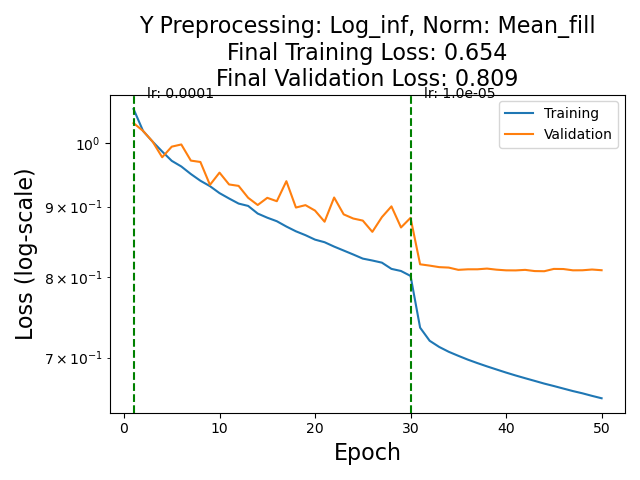 Y Preprocessing: Log_inf, Norm: Mean_fill
Final Training Loss: 0.654
Final Validation Loss: 0.809
lr: 0.0001
lr: 1.0e-05
Training
Validation
10⁰
9 × 10⁻¹
8 × 10⁻¹
7 × 10⁻¹
Loss (log-scale)
0 10 20 30 40 50
Epoch